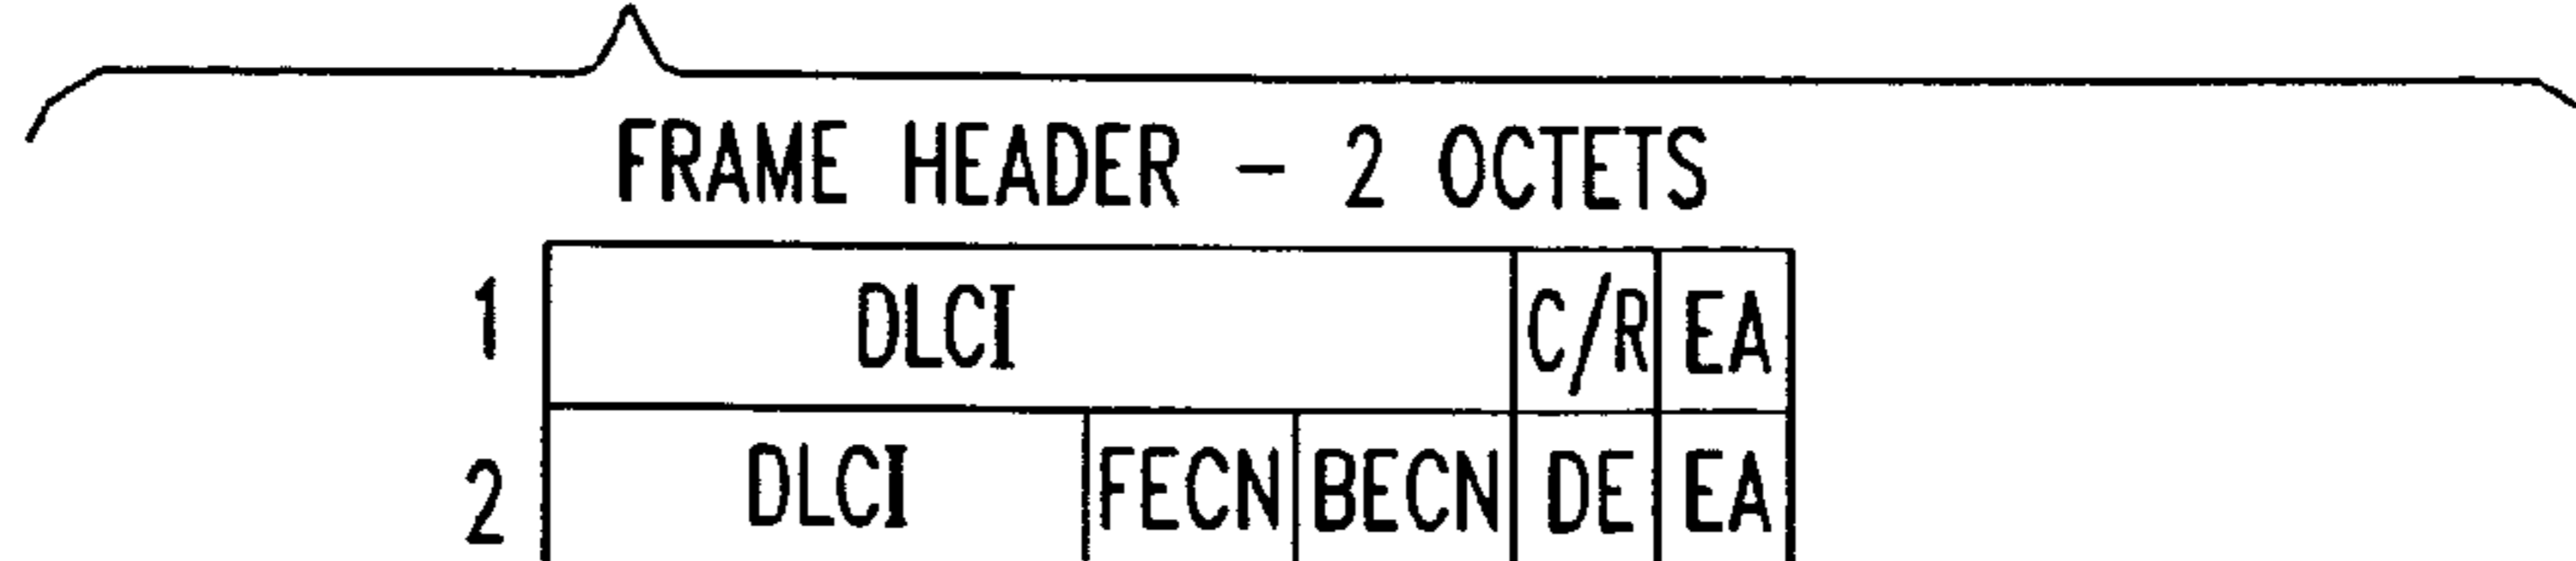 FRAME HEADER - 2 OCTETS
1 DLCI C/R EA
2 DLCI FECN BECN DE EA